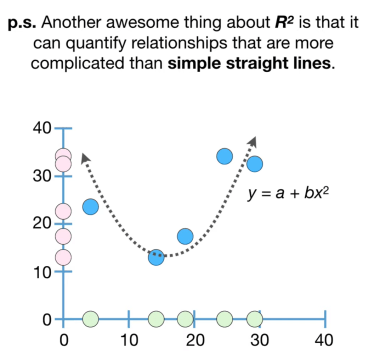 p.s. Another awesome thing about R² is that it
can quantify relationships that are more
complicated than simple straight lines.
40
30
20
10
0
y = a + bx²
0 10 20 30 40